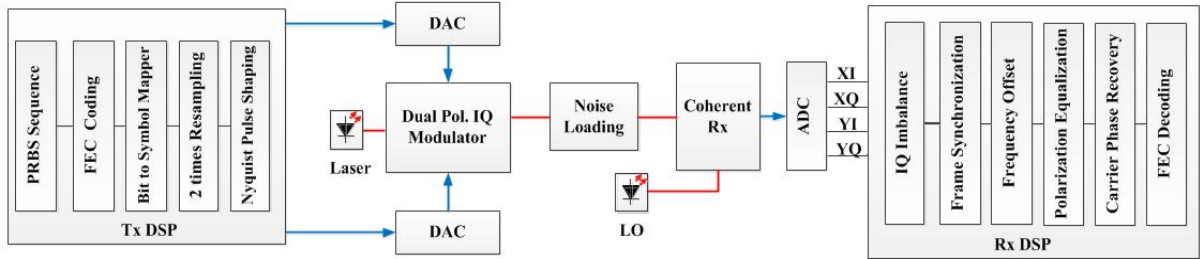 PRBS Sequence
FEC Coding
Bit to Symbol Mapper
2 times Resampling
Nyquist Pulse Shaping
Tx DSP
DAC
Dual Pol. IQ
Modulator
Laser
DAC
Noise
Loading
Coherent
Rx
LO
ADC
XI
XQ
YI
YQ
IQ Imbalance
Frame Synchronization
Frequency Offset
Polarization Equalization
Carrier Phase Recovery
FEC Decoding
Rx DSP